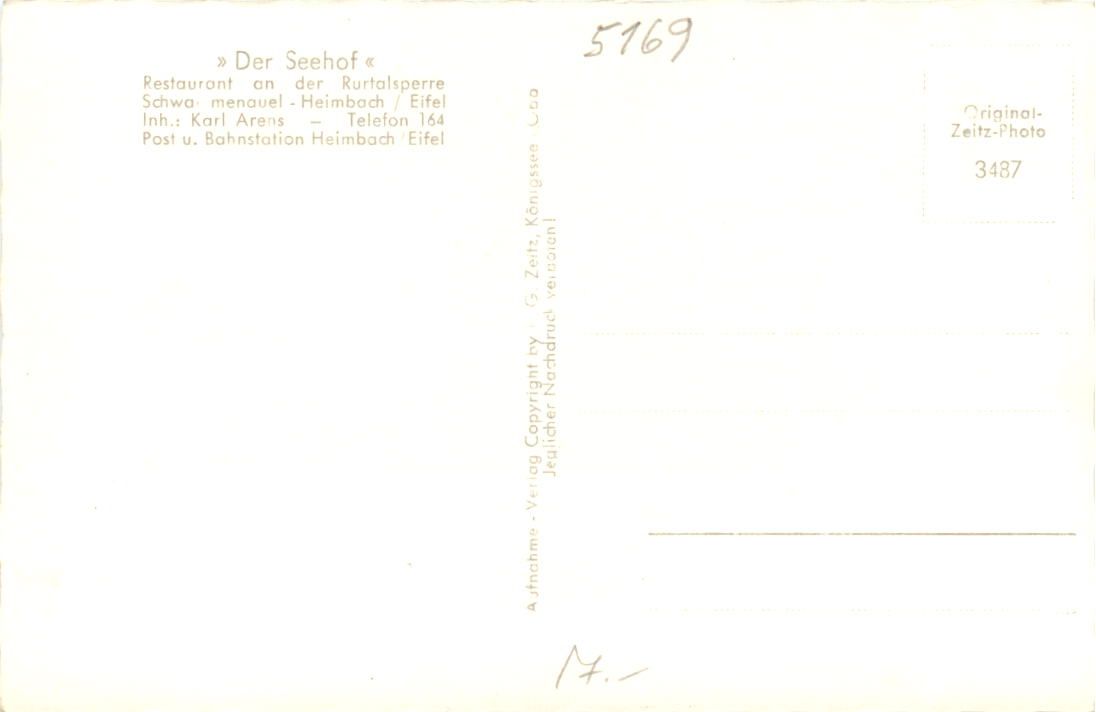 » Der Seehof «
Restaurant an der Rurtalsperre
Schwa menauel - Heimbach / Eifel
Inh.: Karl Arens — Telefon 164
Post u. Bahnstation Heimbach Eifel
5169
Original-
Zeitz-Photo
3487
Aufnahme - Verlag Copyright by G. Zeitz, Königssee
Jeglicher Nachdruck verboten!
17.-